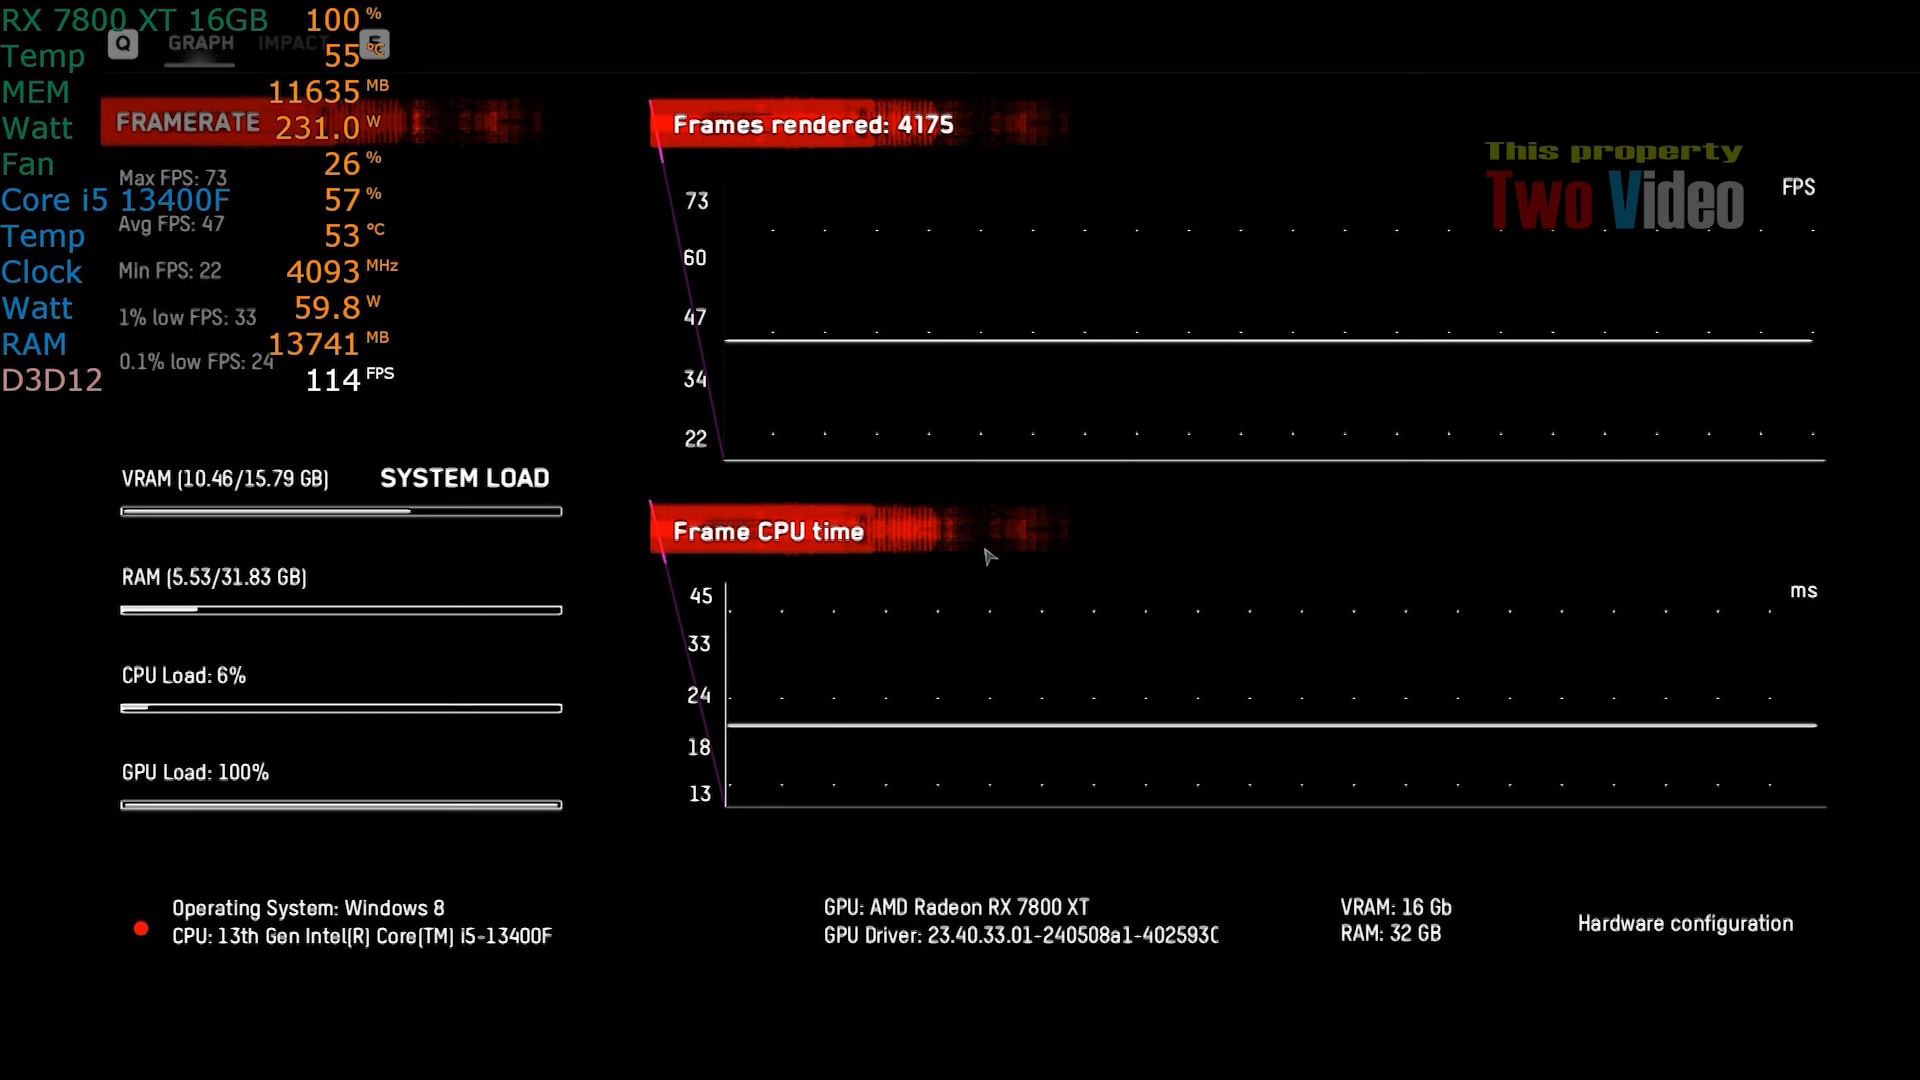 RX 7800 XT 16GB 100 %
Q GRAPH IMPACT E
Temp 55 °C
MEM 11635 MB
FRAMERATE
Watt 231.0 W
Fan 26 %
Max FPS: 73
Core i5 13400F 57 %
Avg FPS: 47
Temp 53 °C
Min FPS: 22
Clock 4093 MHz
Watt 59.8 W
1% low FPS: 33
RAM 13741 MB
0.1% low FPS: 24
D3D12 114 FPS
VRAM (10.46/15.79 GB) SYSTEM LOAD
RAM (5.53/31.83 GB)
CPU Load: 6%
GPU Load: 100%
Frames rendered: 4175
This property
Two Video
FPS
73
60
47
34
22
Frame CPU time
ms
45
33
24
18
13
Operating System: Windows 8
CPU: 13th Gen Intel(R) Core(TM) i5-13400F
GPU: AMD Radeon RX 7800 XT
GPU Driver: 23.40.33.01-240508a1-402593C
VRAM: 16 Gb
RAM: 32 GB
Hardware configuration